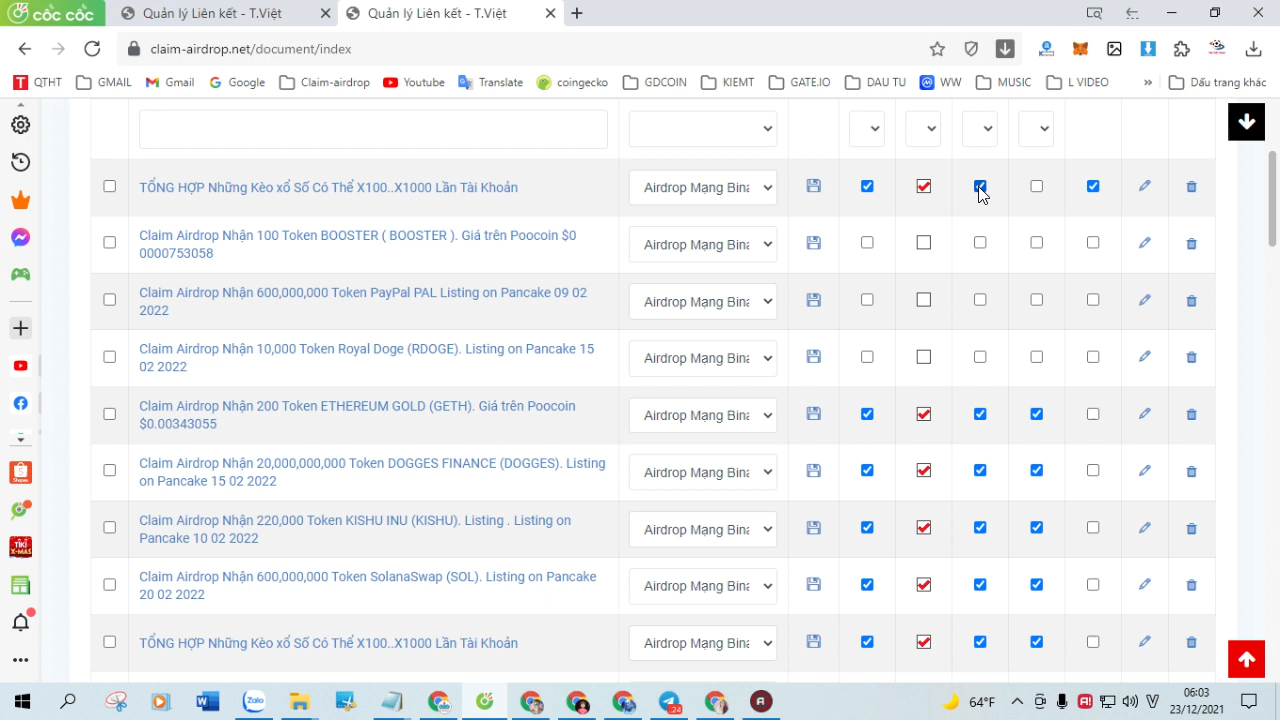 cốc cốc
Quản lý kết - T.Việt
Quản lý kết - T.Việt
claim-airdrop.net/document/index
QTHT
GMAIL
Gmail
Google
Claim-airdrop
Youtube
Translate
coingecko
GDCOIN
KIEMT
GATE.IO
DAU TU
WW
MUSIC
L VIDEO
»
Dấu trang khác
TỔNG HỢP Những Kèo xổ Số Có Thể X100..X1000 Lần Tài Khoản
Airdrop Mạng Bina
Claim Airdrop Nhận 100 Token BOOSTER ( BOOSTER ). Giá trên Poocoin $0
0000753058
Airdrop Mạng Bina
Claim Airdrop Nhận 600,000,000 Token PayPal PAL Listing on Pancake 09 02
2022
Airdrop Mạng Bina
Claim Airdrop Nhận 10,000 Token Royal Doge (RDOGE). Listing on Pancake 15
02 2022
Airdrop Mạng Bina
Claim Airdrop Nhận 200 Token ETHEREUM GOLD (GETH). Giá trên Poocoin
$0.00343055
Airdrop Mạng Bina
Claim Airdrop Nhận 20,000,000,000 Token DOGGES FINANCE (DOGGES). Listing
on Pancake 15 02 2022
Airdrop Mạng Bina
Claim Airdrop Nhận 220,000 Token KISHU INU (KISHU). Listing . Listing on
Pancake 10 02 2022
Airdrop Mạng Bina
Claim Airdrop Nhận 600,000,000 Token SolanaSwap (SOL). Listing on Pancake
20 02 2022
Airdrop Mạng Bina
TỔNG HỢP Những Kèo xổ Số Có Thể X100..X1000 Lần Tài Khoản
Airdrop Mạng Bina
Shopee
TIKI
X-MAS
Zalo
24
64°F
06:03
23/12/2021